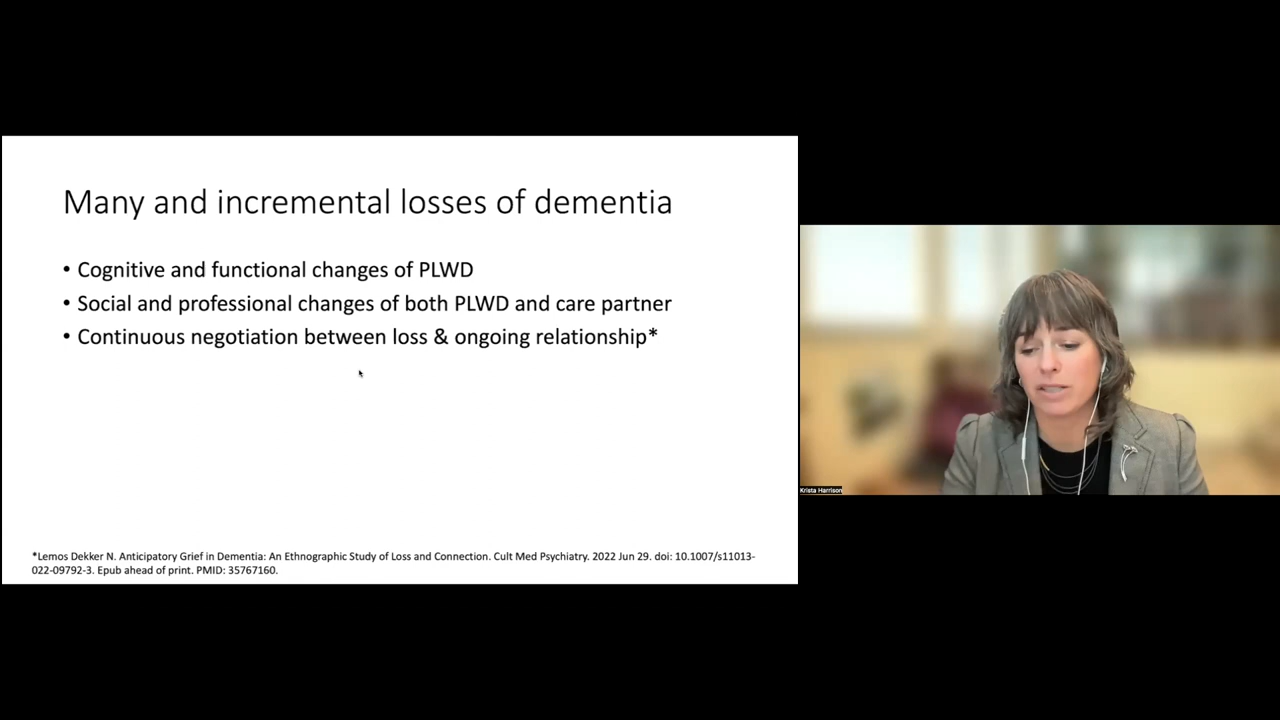 Many and incremental losses of dementia
• Cognitive and functional changes of PLWD
• Social and professional changes of both PLWD and care partner
• Continuous negotiation between loss & ongoing relationship*
*Lemos Dekker N. Anticipatory Grief in Dementia: An Ethnographic Study of Loss and Connection. Cult Med Psychiatry. 2022 Jun 29. doi: 10.1007/s11013-
022-09792-3. Epub ahead of print. PMID: 35767160.
Krista Harrison